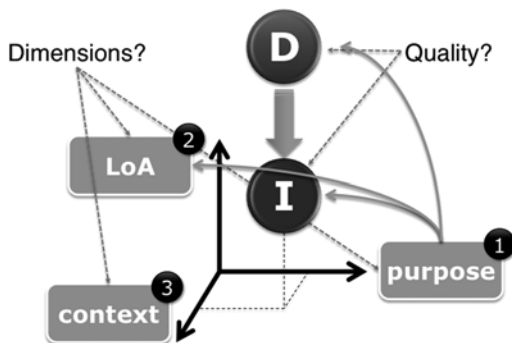 D
Dimensions?
Quality?
2
LoA
I
1
purpose
3
context